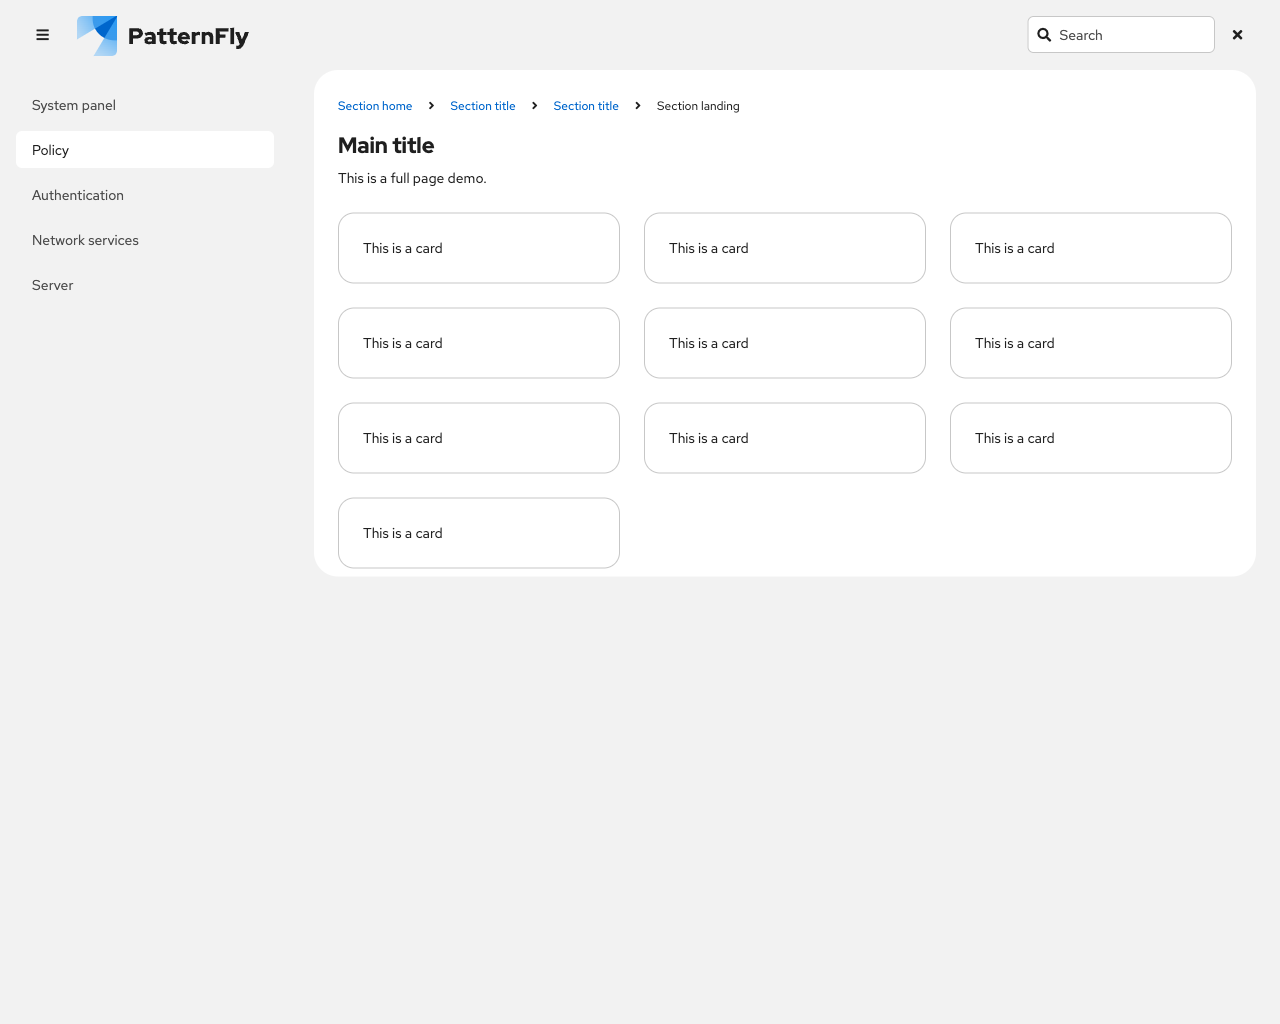 PatternFly
Search
System panel
Policy
Authentication
Network services
Server
Section home
Section title
Section title
Section landing
Main title
This is a full page demo.
This is a card
This is a card
This is a card
This is a card
This is a card
This is a card
This is a card
This is a card
This is a card
This is a card